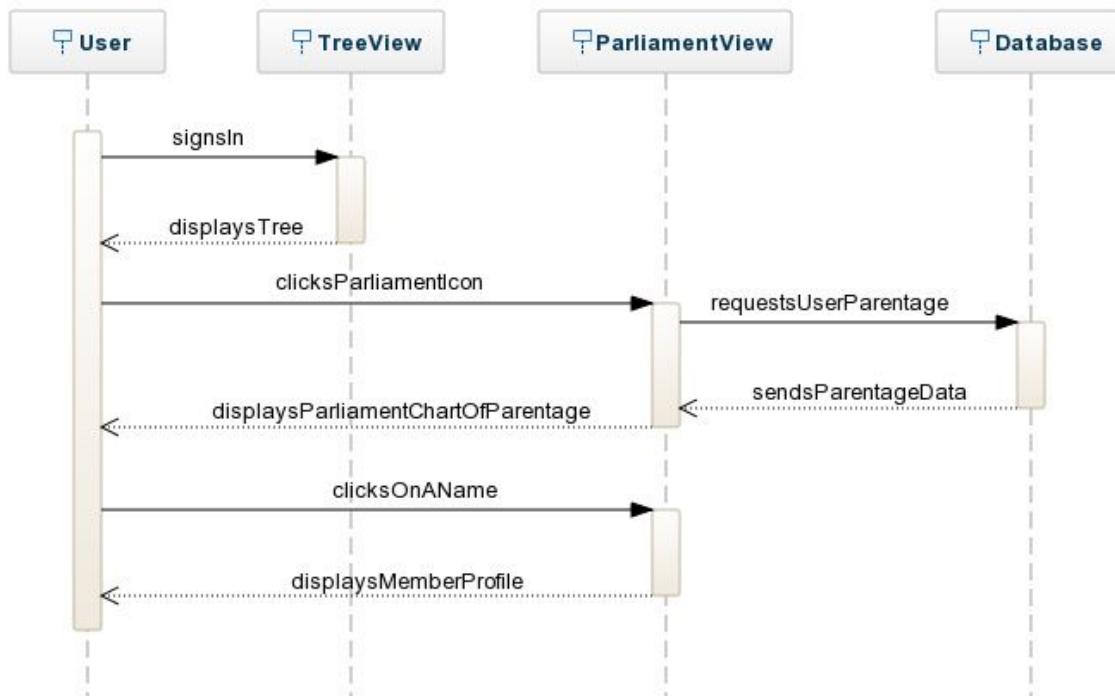 User
TreeView
ParliamentView
Database
signsIn
displaysTree
clicksParliamentIcon
requestsUserParentage
sendsParentageData
displaysParliamentChartOfParentage
clicksOnAName
displaysMemberProfile